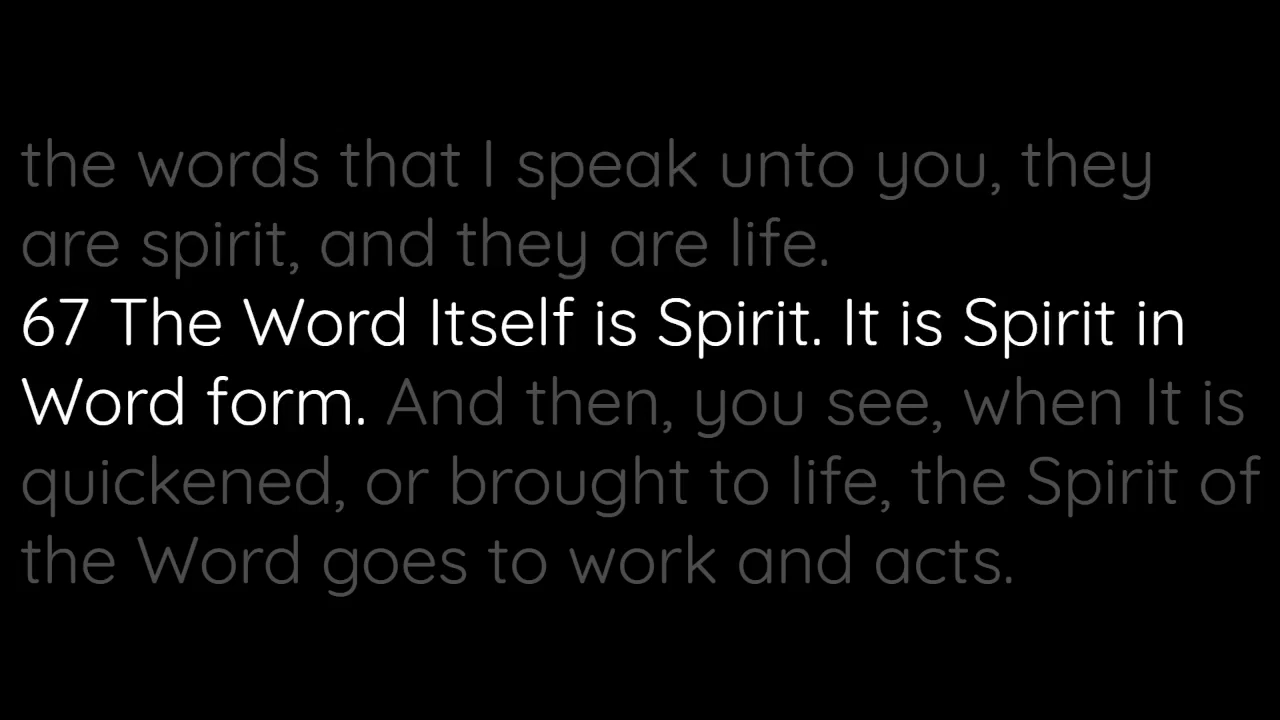 the words that I speak unto you, they
are spirit, and they are life.
67 The Word Itself is Spirit. It is Spirit in
Word form. And then, you see, when It is
quickened, or brought to life, the Spirit of
the Word goes to work and acts.